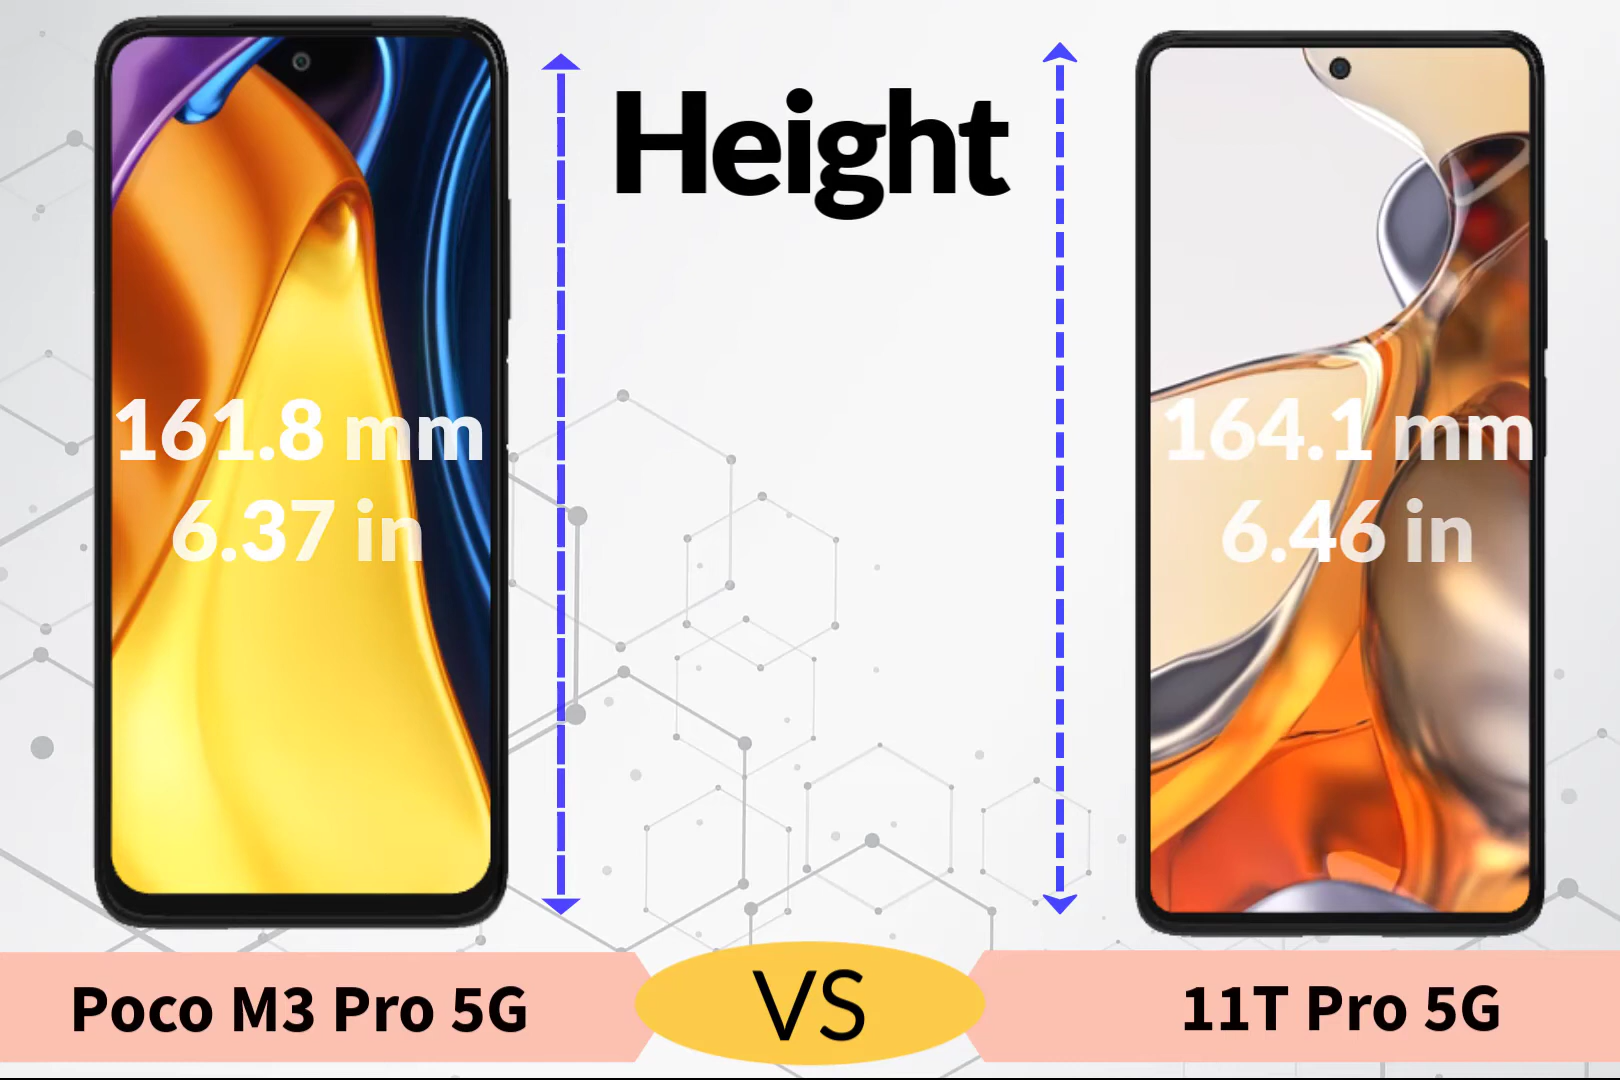 Height
161.8 mm
6.37 in
164.1 mm
6.46 in
Poco M3 Pro 5G
VS
11T Pro 5G